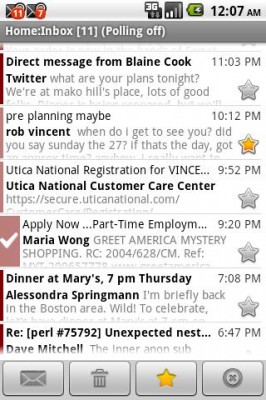 11
11
3G
12:07 AM
Home:Inbox [11] (Polling off)
Direct message from Blaine Cook 11:03 PM
Twitter what are your plans tonight?
We're at mako hill's place, lots of good
pre planning maybe 10:12 PM
rob vincent when do i get to see you? did
you say sunday the 27? if thats the day, got
Utica National Registration for VINCE... 9:52 PM
Utica National Customer Care Center
https://secure.uticanational.com/
CustomerCare/Registration/
Apply Now ...Part-Time Employm... 9:20 PM
Maria Wong GREET AMERICA MYSTERY
SHOPPING. RC: 2004/628/CM. Ref:
Dinner at Mary's, 7 pm Thursday 7:08 PM
Alessondra Springmann I'm briefly back
in the Boston area. Wild! To celebrate,
Re: [perl #75792] Unexpected nest... 6:47 PM
Dave Mitchell The inner anon sub